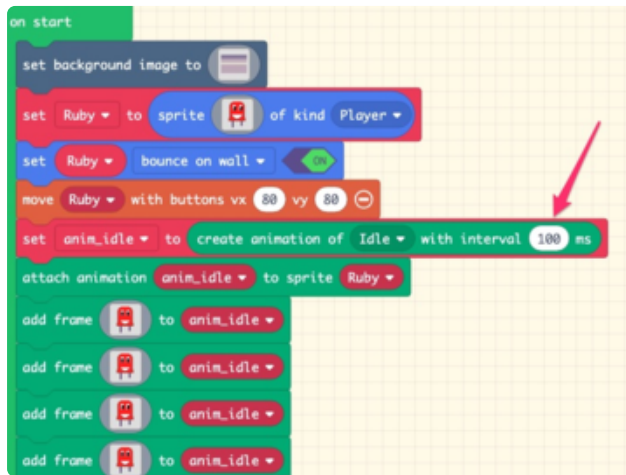 on start
set background image to
set Ruby to sprite of kind Player
set Ruby bounce on wall ON
move Ruby with buttons vx 80 vy 80
set anim_idle to create animation of Idle with interval 100 ms
attach animation anim_idle to sprite Ruby
add frame to anim_idle
add frame to anim_idle
add frame to anim_idle
add frame to anim_idle